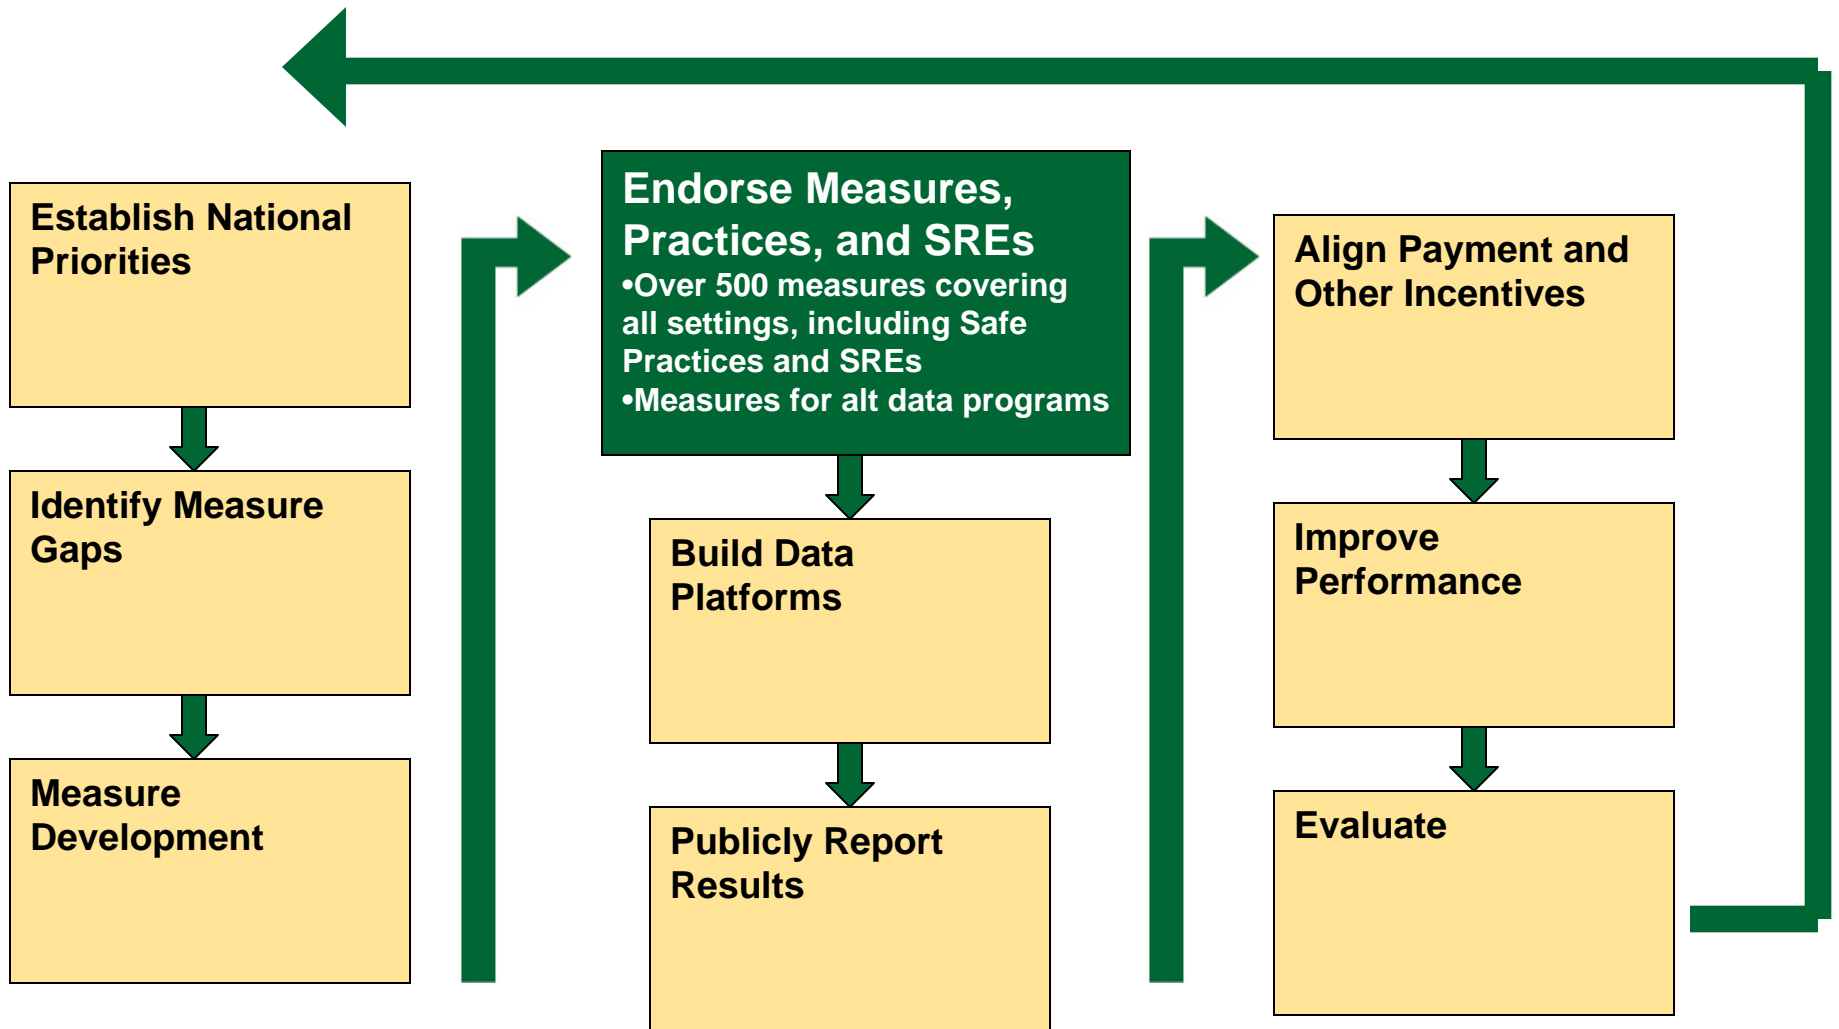 Establish National
Priorities
Identify Measure
Gaps
Measure
Development
Endorse Measures,
Practices, and SREs
•Over 500 measures covering
all settings, including Safe
Practices and SREs
•Measures for alt data programs
Build Data
Platforms
Publicly Report
Results
Align Payment and
Other Incentives
Improve
Performance
Evaluate